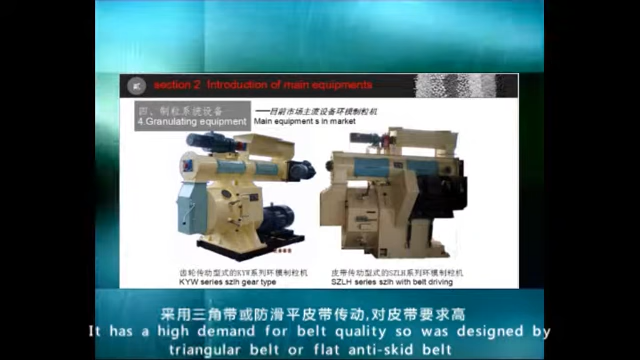 section 2 Introduction of main equipments
四、制粒系统设备
——目前市场主流设备环模制粒机
4.Granulating equipment
Main equipment s in market
齿轮传动型式的KYW系列环模制粒机
皮带传动型式的SZLH系列环模制粒机
KYW series szlh gear type
SZLH series szlh with belt driving
采用三角带或防滑平皮带传动,对皮带要求高
It has a high demand for belt quality so was designed by
triangular belt or flat anti-skid belt